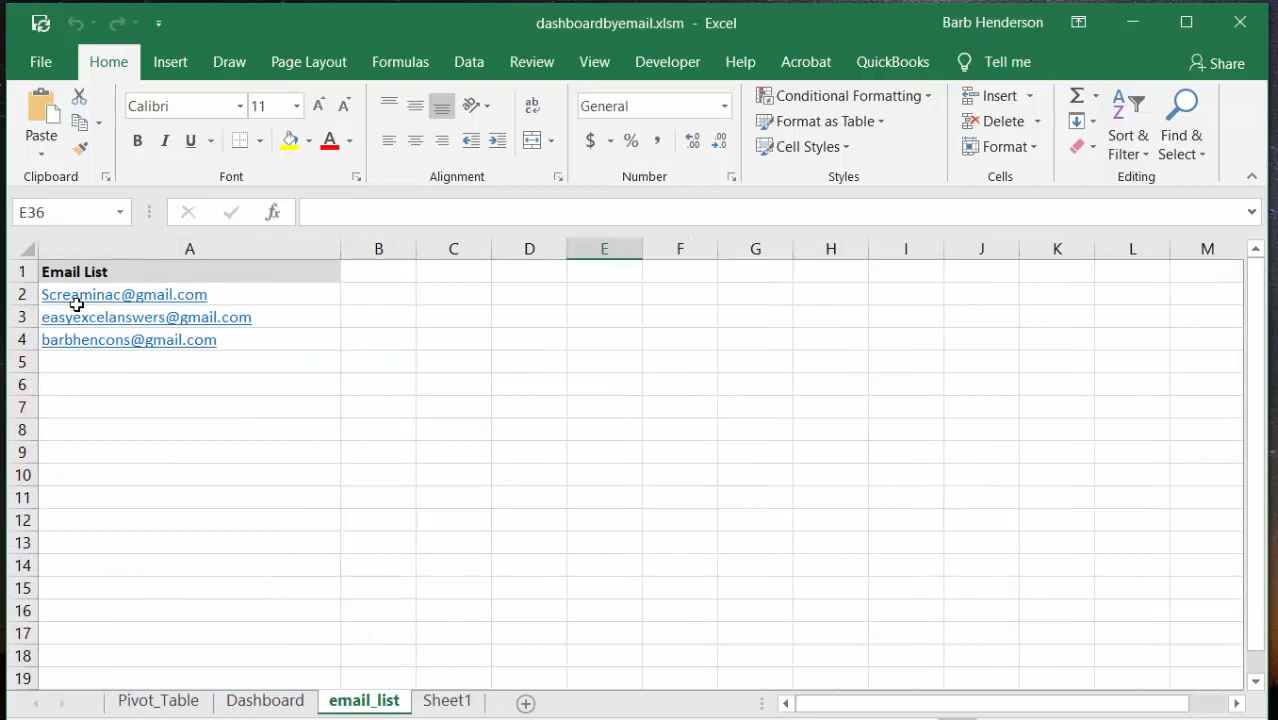 dashboardbyemail.xlsm - Excel
Barb Henderson
File Home Insert Draw Page Layout Formulas Data Review View Developer Help Acrobat QuickBooks Tell me Share
Calibri 11 General
Conditional Formatting Insert
Format as Table Delete
Cell Styles Format
Paste
B I U
ab
$ % ,
Sort & Filter
Find & Select
Clipboard Font Alignment Number Styles Cells Editing
E36 fx
A B C D E F G H I J K L M
1 Email List
2 Screaminac@gmail.com
3 easyexcelanswers@gmail.com
4 barbhencons@gmail.com
5
6
7
8
9
10
11
12
13
14
15
16
17
18
19
Pivot_Table Dashboard email_list Sheet1